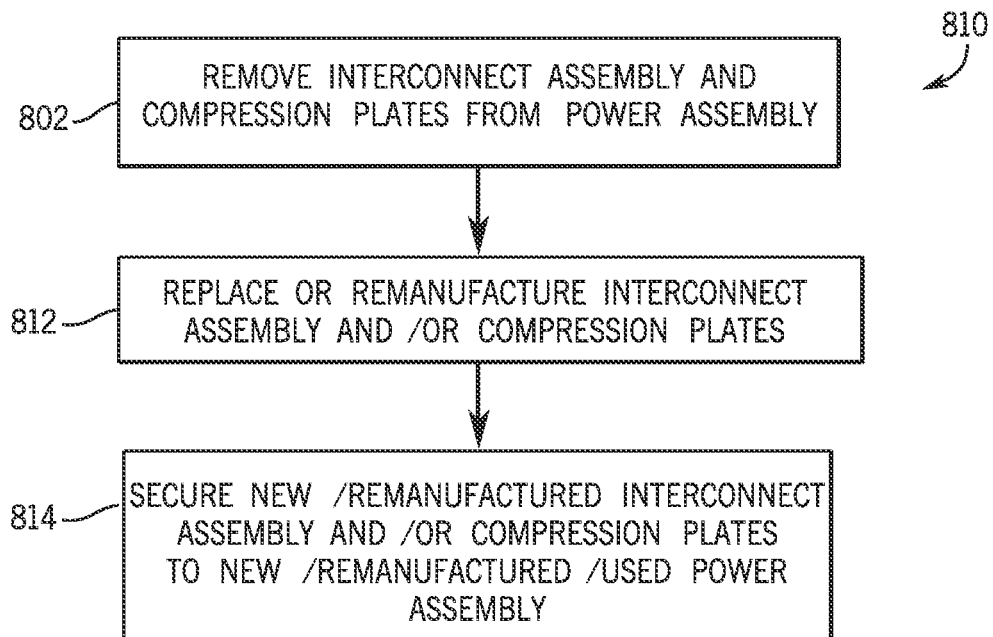 810
REMOVE INTERCONNECT ASSEMBLY AND
COMPRESSION PLATES FROM POWER ASSEMBLY
802
REPLACE OR REMANUFACTURE INTERCONNECT
ASSEMBLY AND /OR COMPRESSION PLATES
812
SECURE NEW /REMANUFACTURED INTERCONNECT
ASSEMBLY AND /OR COMPRESSION PLATES
TO NEW /REMANUFACTURED /USED POWER
ASSEMBLY
814